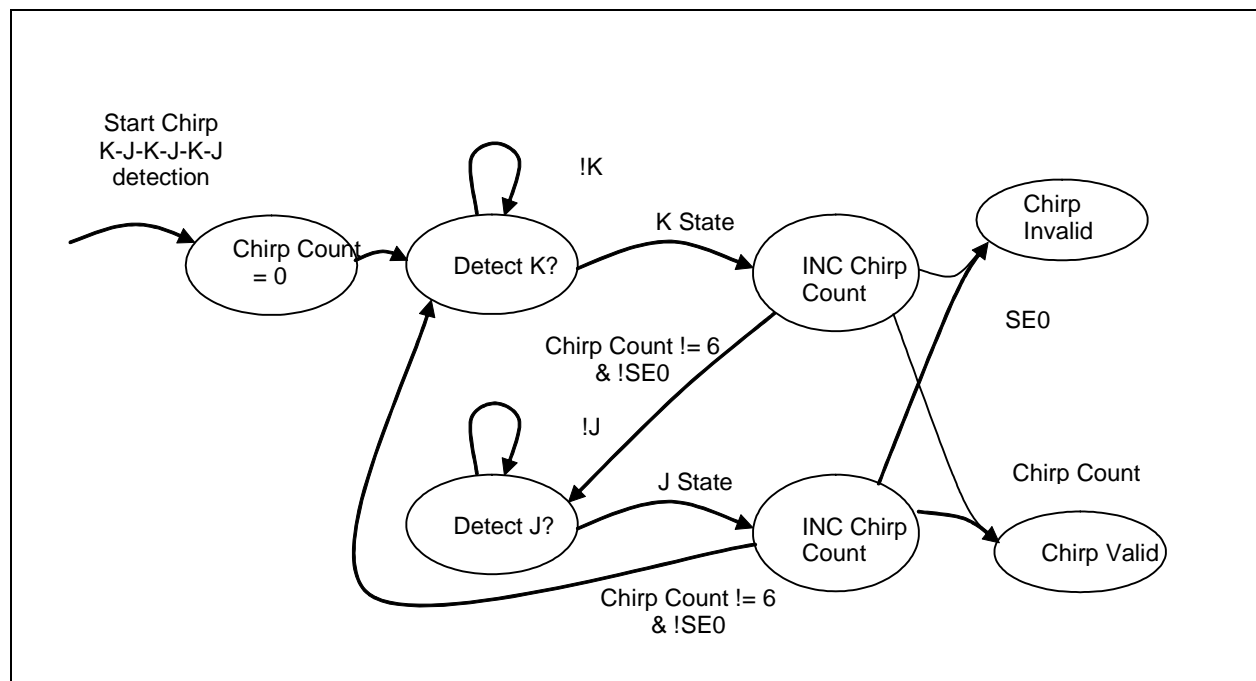 Start Chirp
K-J-K-J-K-J
detection
!K
K State
Chirp
Invalid
Chirp Count
= 0
Detect K?
INC Chirp
Count
SE0
Chirp Count != 6
& !SE0
!J
J State
Chirp Count
Detect J?
INC Chirp
Count
Chirp Valid
Chirp Count != 6
& !SE0